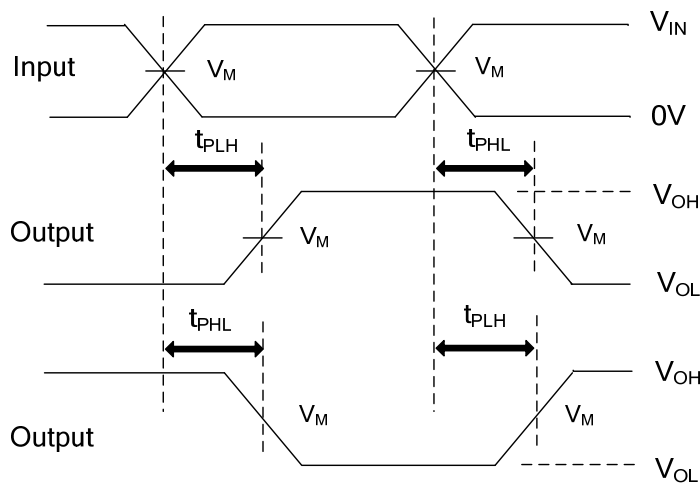 V_IN
Input V_M V_M
0V
t_PLH t_PHL
V_OH
Output V_M V_M
V_OL
t_PHL t_PLH
V_OH
Output V_M V_M
V_OL